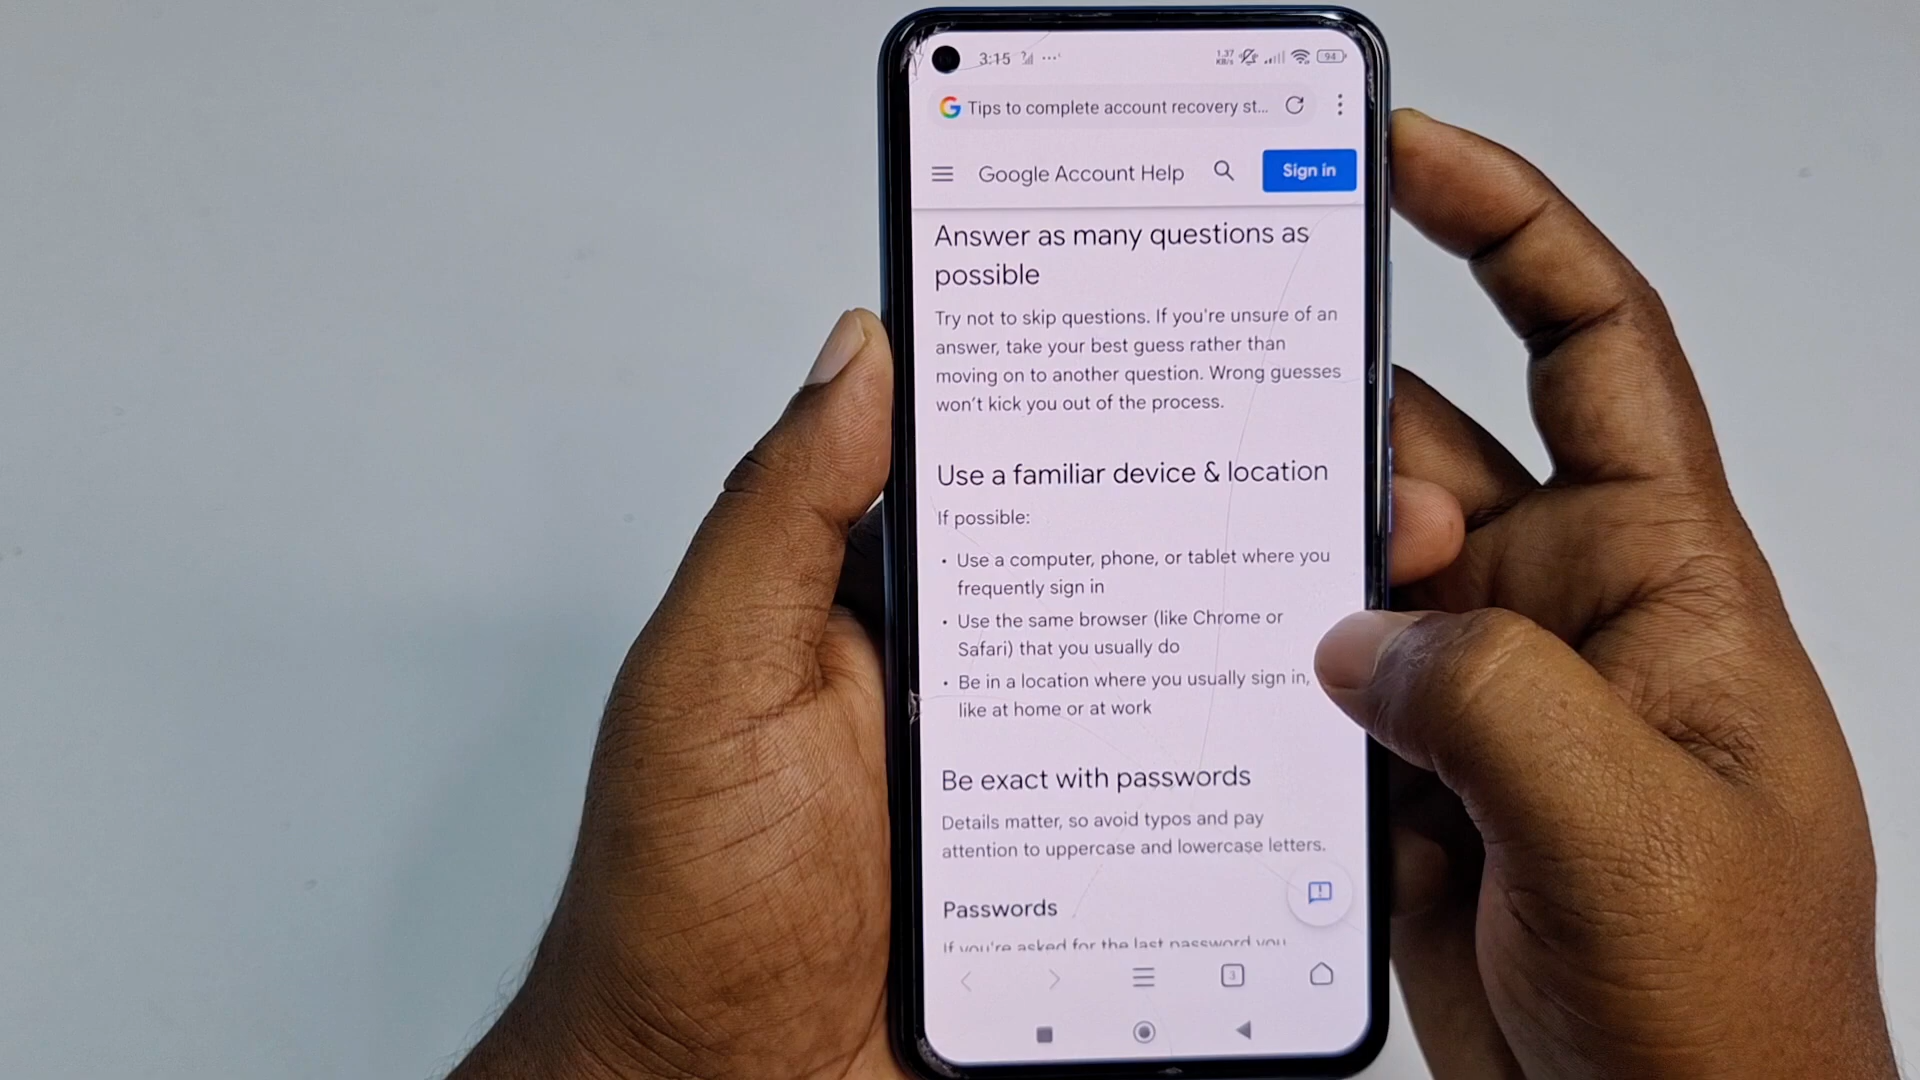 3:15
1.37
KB/s
94
Tips to complete account recovery st...
Google Account Help
Sign in
Answer as many questions as
possible
Try not to skip questions. If you're unsure of an
answer, take your best guess rather than
moving on to another question. Wrong guesses
won't kick you out of the process.
Use a familiar device & location
If possible:
• Use a computer, phone, or tablet where you
frequently sign in
• Use the same browser (like Chrome or
Safari) that you usually do
• Be in a location where you usually sign in,
like at home or at work
Be exact with passwords
Details matter, so avoid typos and pay
attention to uppercase and lowercase letters.
Passwords
If you're asked for the last password you
3